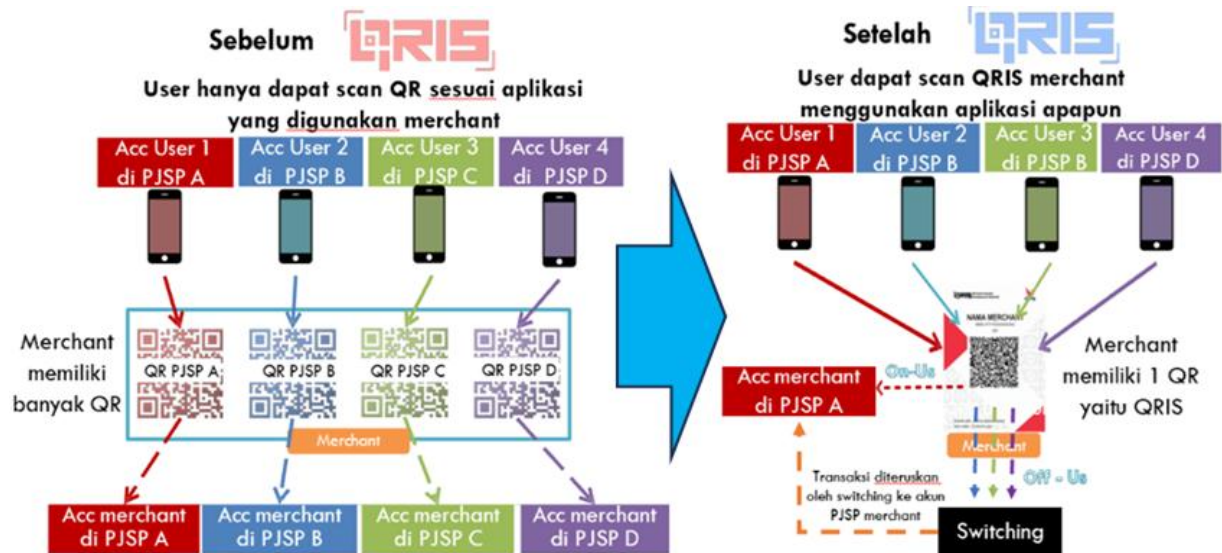 Sebelum QRIS
User hanya dapat scan QR sesuai aplikasi
yang digunakan merchant
Acc User 1
di PJSP A
Acc User 2
di PJSP B
Acc User 3
di PJSP C
Acc User 4
di PJSP D
Merchant
memiliki
banyak QR
QR PJSP A
QR PJSP B
QR PJSP C
QR PJSP D
Merchant
Acc merchant
di PJSP A
Acc merchant
di PJSP B
Acc merchant
di PJSP C
Acc merchant
di PJSP D
Setelah QRIS
User dapat scan QRIS merchant
menggunakan aplikasi apapun
Acc User 1
di PJSP A
Acc User 2
di PJSP B
Acc User 3
di PJSP B
Acc User 4
di PJSP D
NAMA MERCHANT
Merchant
memiliki 1 QR
yaitu QRIS
On-Us
Acc merchant
di PJSP A
Merchant
Off - Us
Transaksi diteruskan
oleh switching ke akun
PJSP merchant
Switching